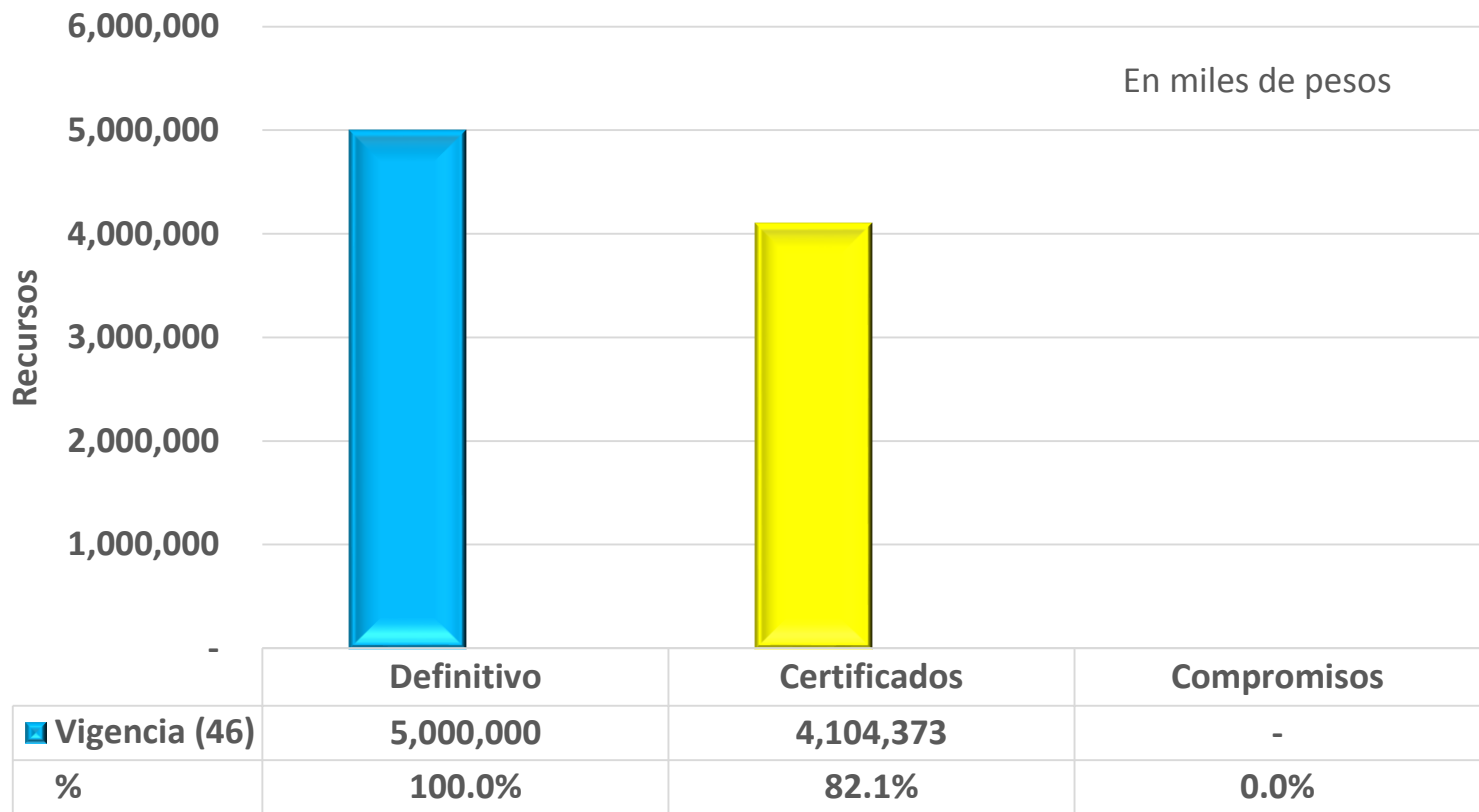 6,000,000
En miles de pesos
5,000,000
4,000,000
3,000,000
2,000,000
1,000,000
-
Recursos
Definitivo Certificados Compromisos
Vigencia (46) 5,000,000 4,104,373 -
% 100.0% 82.1% 0.0%